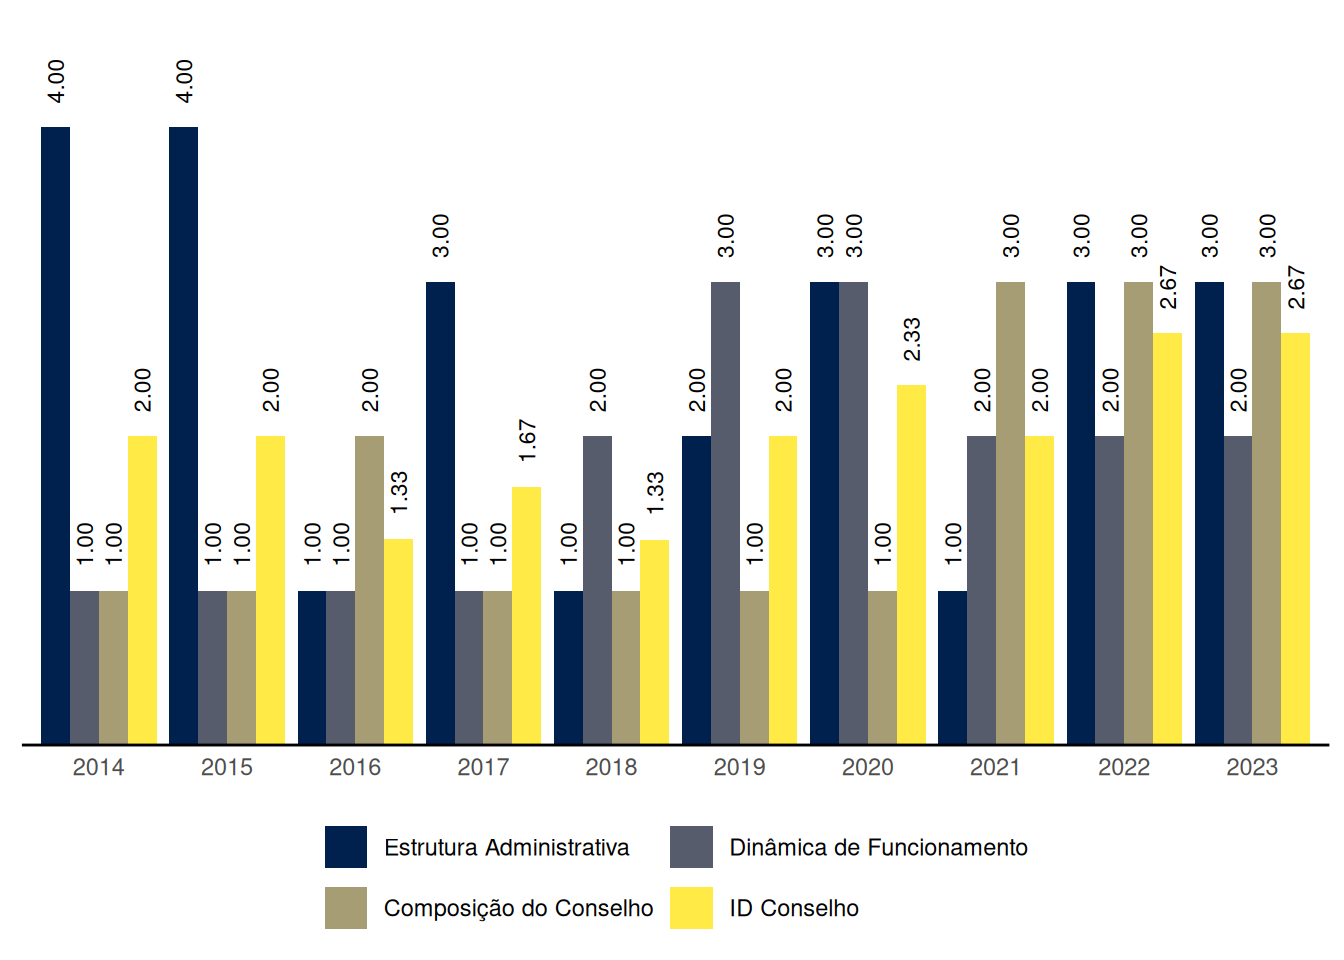 4.00 1.00 1.00 2.00
4.00 1.00 1.00 2.00
1.00 1.00 2.00 1.33
3.00 1.00 1.00 1.67
1.00 2.00 1.00 1.33
2.00 3.00 1.00 2.00
3.00 3.00 1.00 2.33
1.00 2.00 3.00 2.00
3.00 2.00 3.00 2.67
3.00 2.00 3.00 2.67
2014 2015 2016 2017 2018 2019 2020 2021 2022 2023
Estrutura Administrativa Dinâmica de Funcionamento
Composição do Conselho ID Conselho